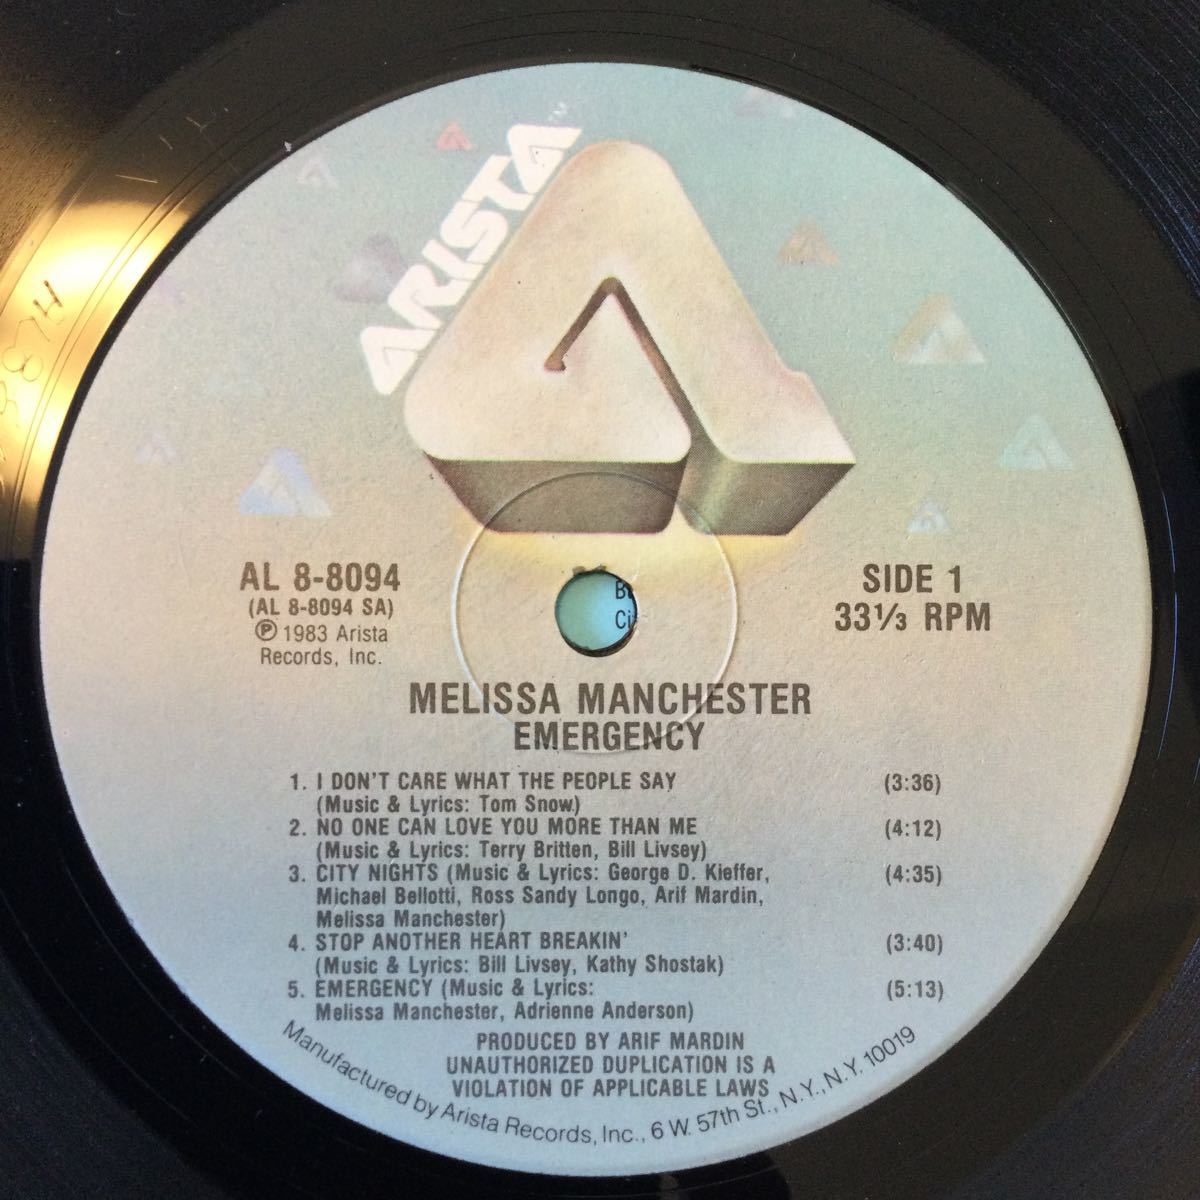 ARISTA
AL 8-8094
(AL 8-8094 SA)
℗ 1983 Arista
Records, Inc.
SIDE 1
33⅓ RPM
MELISSA MANCHESTER
EMERGENCY
1. I DON'T CARE WHAT THE PEOPLE SAY (3:36)
(Music & Lyrics: Tom Snow)
2. NO ONE CAN LOVE YOU MORE THAN ME (4:12)
(Music & Lyrics: Terry Britten, Bill Livsey)
3. CITY NIGHTS (Music & Lyrics: George D. Kieffer, (4:35)
Michael Bellotti, Ross Sandy Longo, Arif Mardin,
Melissa Manchester)
4. STOP ANOTHER HEART BREAKIN' (3:40)
(Music & Lyrics: Bill Livsey, Kathy Shostak)
5. EMERGENCY (Music & Lyrics: (5:13)
Melissa Manchester, Adrienne Anderson)
PRODUCED BY ARIF MARDIN
UNAUTHORIZED DUPLICATION IS A
VIOLATION OF APPLICABLE LAWS
Manufactured by Arista Records, Inc., 6 W. 57th St., N.Y., N.Y. 10019